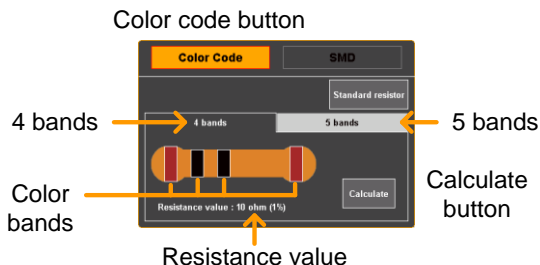 Color code button
Color Code
SMD
Standard resistor
4 bands
4 bands
5 bands
5 bands
Color
bands
Calculate
Calculate
button
Resistance value : 10 ohm (1%)
Resistance value